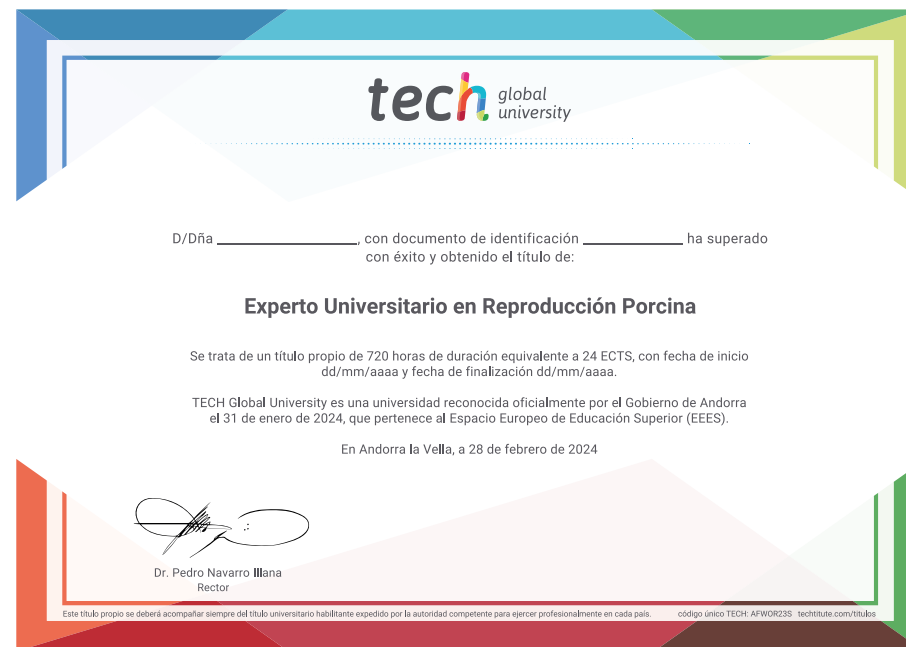 tech global university
D/Dña ____________, con documento de identificación ____________ ha superado
con éxito y obtenido el título de:
Experto Universitario en Reproducción Porcina
Se trata de un título propio de 720 horas de duración equivalente a 24 ECTS, con fecha de inicio
dd/mm/aaaa y fecha de finalización dd/mm/aaaa.
TECH Global University es una universidad reconocida oficialmente por el Gobierno de Andorra
el 31 de enero de 2024, que pertenece al Espacio Europeo de Educación Superior (EEES).
En Andorra la Vella, a 28 de febrero de 2024
Dr. Pedro Navarro Illana
Rector
Este título propio se deberá acompañar siempre del título universitario habilitante expedido por la autoridad competente para ejercer profesionalmente en cada país. código único TECH: AFWOR23S techtitute.com/titulos